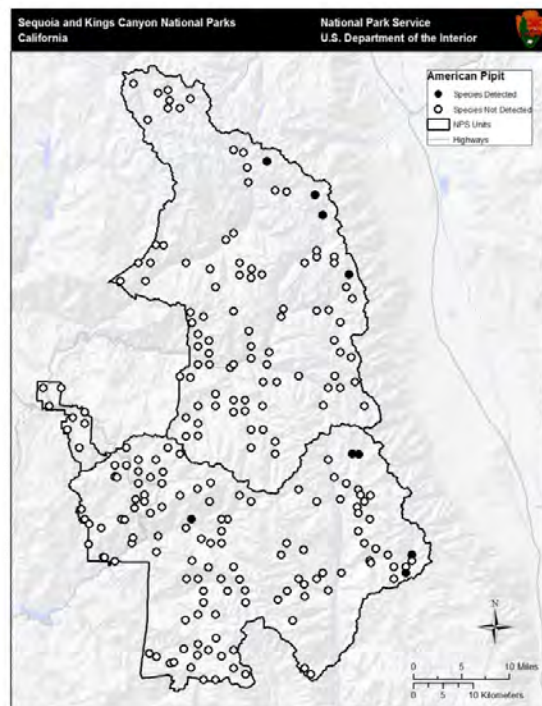 Sequoia and Kings Canyon National Parks
California
National Park Service
U.S. Department of the Interior
American Pipit
Species Detected
Species Not Detected
NPS Units
Highways
N
0 5 10 Miles
0 5 10 Kilometers